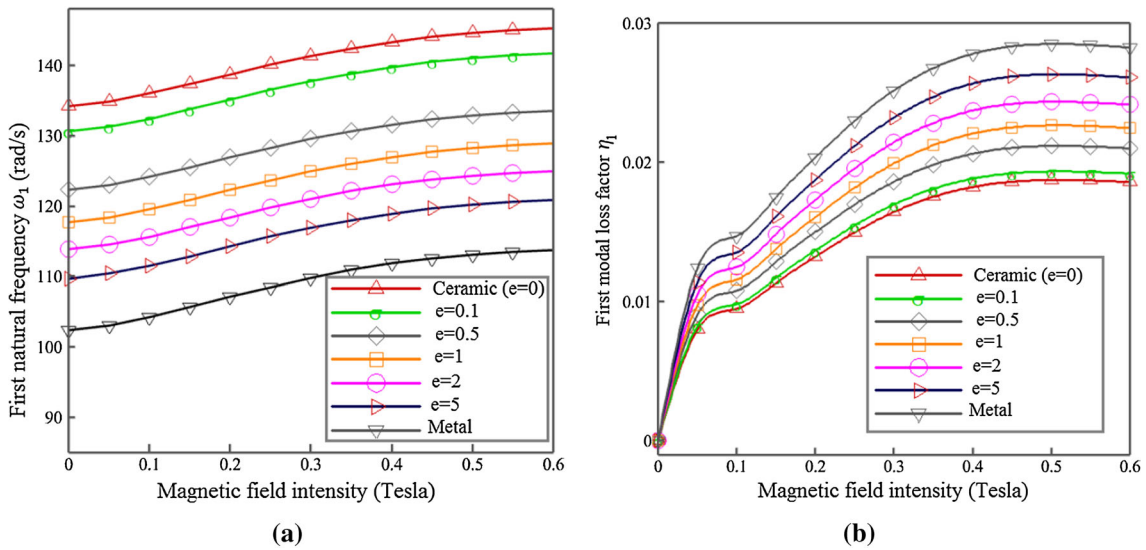 First natural frequency ω₁ (rad/s)
140
130
120
110
100
90
0 0.1 0.2 0.3 0.4 0.5 0.6
Magnetic field intensity (Tesla)
Ceramic (e=0)
e=0.1
e=0.5
e=1
e=2
e=5
Metal
(a)
First modal loss factor η₁
0.03
0.02
0.01
0
0 0.1 0.2 0.3 0.4 0.5 0.6
Magnetic field intensity (Tesla)
Ceramic (e=0)
e=0.1
e=0.5
e=1
e=2
e=5
Metal
(b)